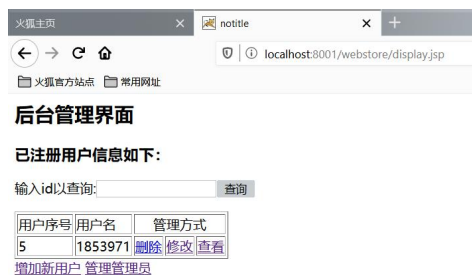 火狐主页
notitle
localhost:8001/webstore/display.jsp
火狐官方站点 常用网址
后台管理界面
已注册用户信息如下：
输入id以查询: 查询
用户序号 用户名 管理方式
5 1853971 删除 修改 查看
增加新用户 管理管理员